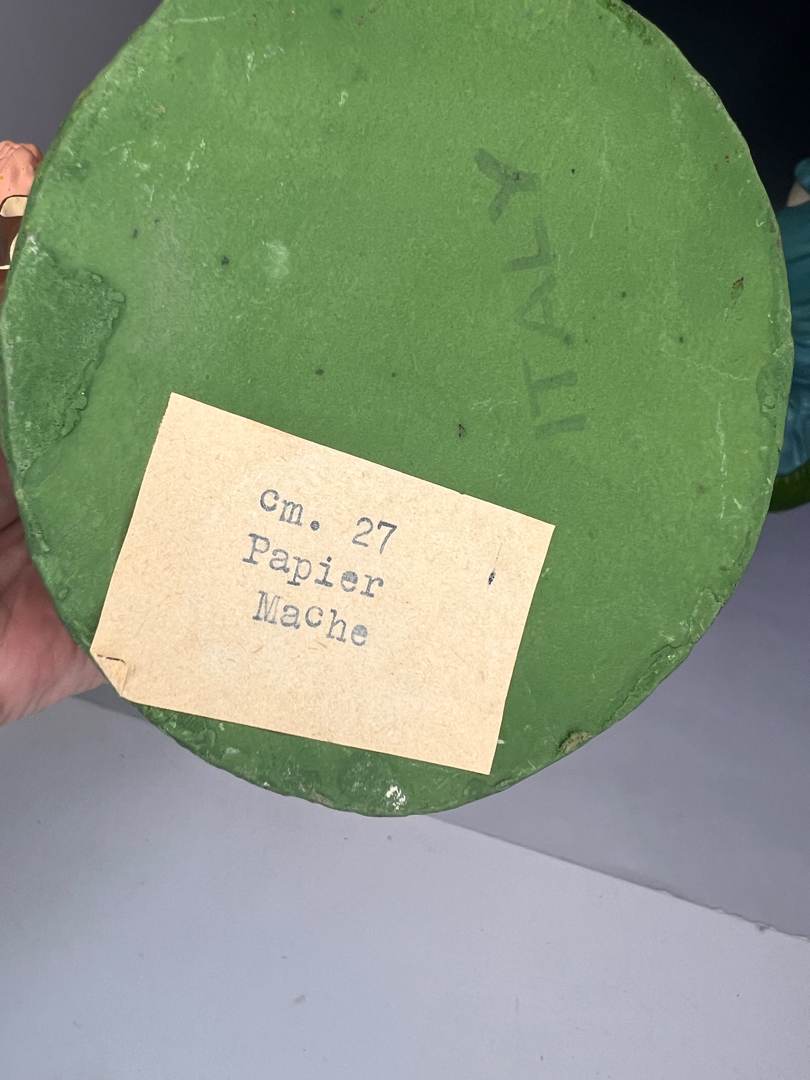 ITALY
cm. 27
Papier
Mache